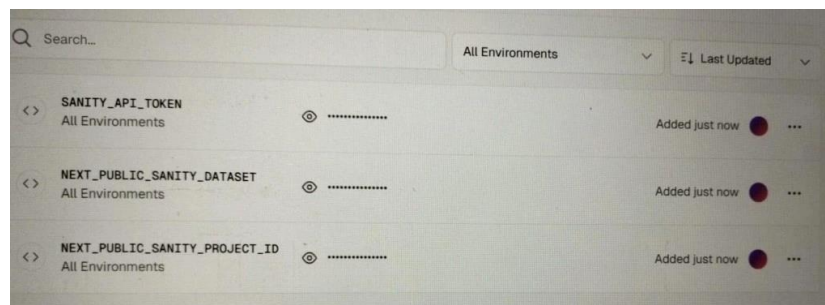 Search...
All Environments
Last Updated
SANITY_API_TOKEN
All Environments
•••••••••••••••
Added just now
NEXT_PUBLIC_SANITY_DATASET
All Environments
•••••••••••••••
Added just now
NEXT_PUBLIC_SANITY_PROJECT_ID
All Environments
•••••••••••••••
Added just now